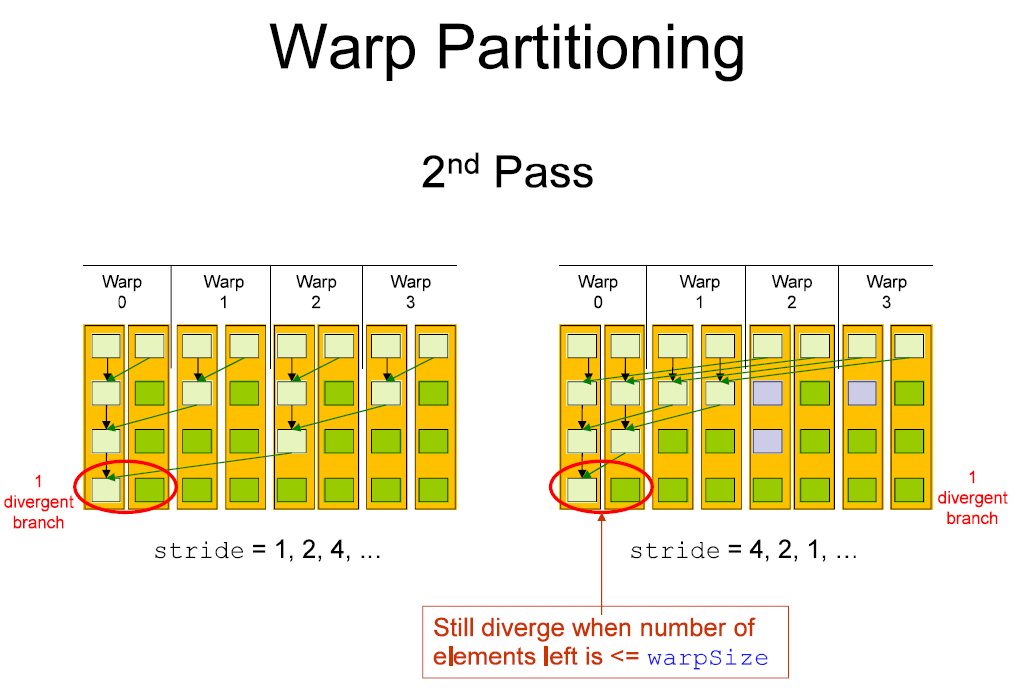 Warp Partitioning
2nd Pass
Warp Warp Warp Warp
0 1 2 3
Warp Warp Warp Warp
0 1 2 3
1
divergent
branch
1
divergent
branch
stride = 1, 2, 4, …
stride = 4, 2, 1, …
Still diverge when number of
elements left is <= warpSize